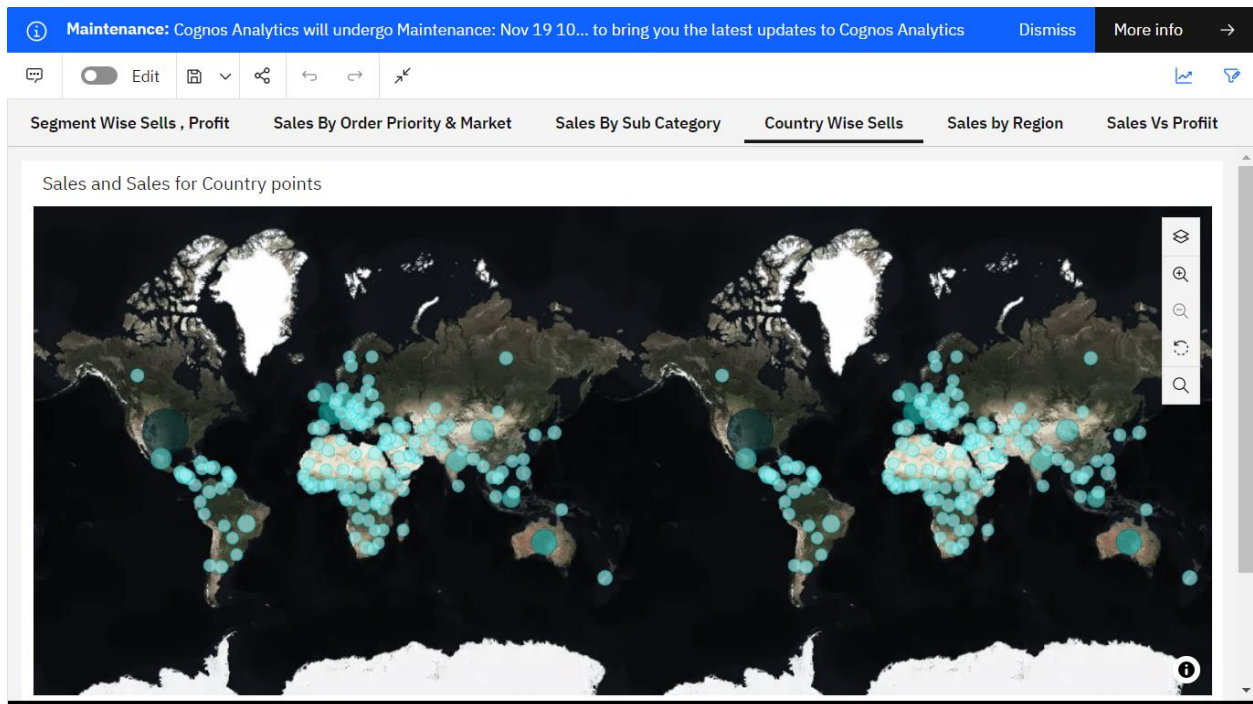 Maintenance: Cognos Analytics will undergo Maintenance: Nov 19 10... to bring you the latest updates to Cognos Analytics Dismiss More info
Edit
Segment Wise Sells , Profit Sales By Order Priority & Market Sales By Sub Category Country Wise Sells Sales by Region Sales Vs Profiit
Sales and Sales for Country points